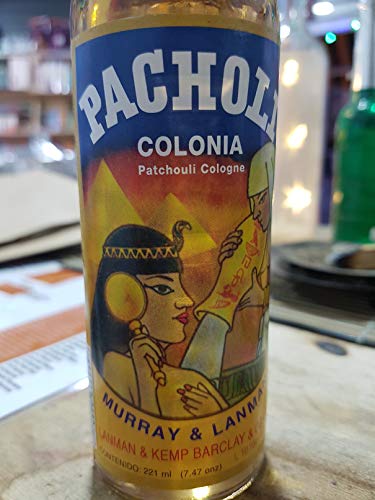 PACHOLI
COLONIA
Patchouli Cologne
MURRAY & LANMA
LANMAN & KEMP BARCLAY &
CONTENIDO: 221 ml (7.47 onz)